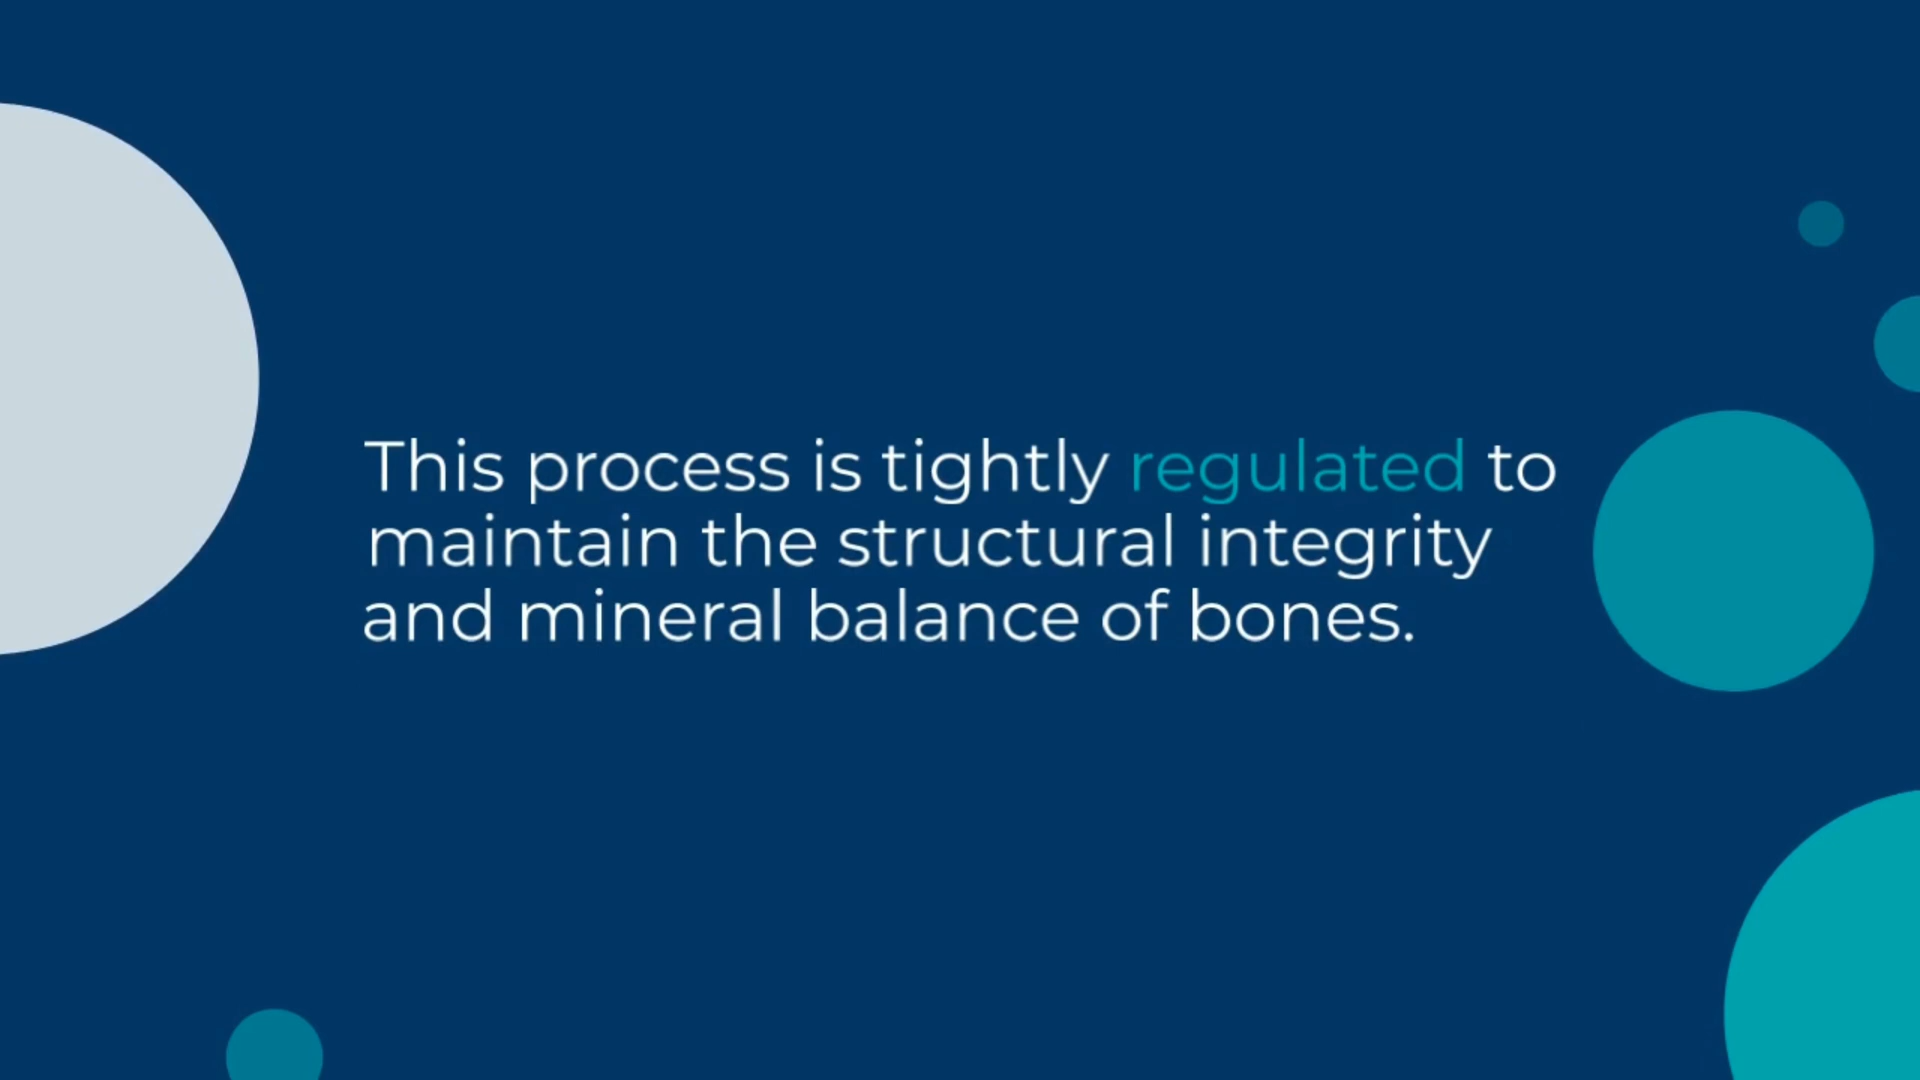 This process is tightly regulated to
maintain the structural integrity
and mineral balance of bones.